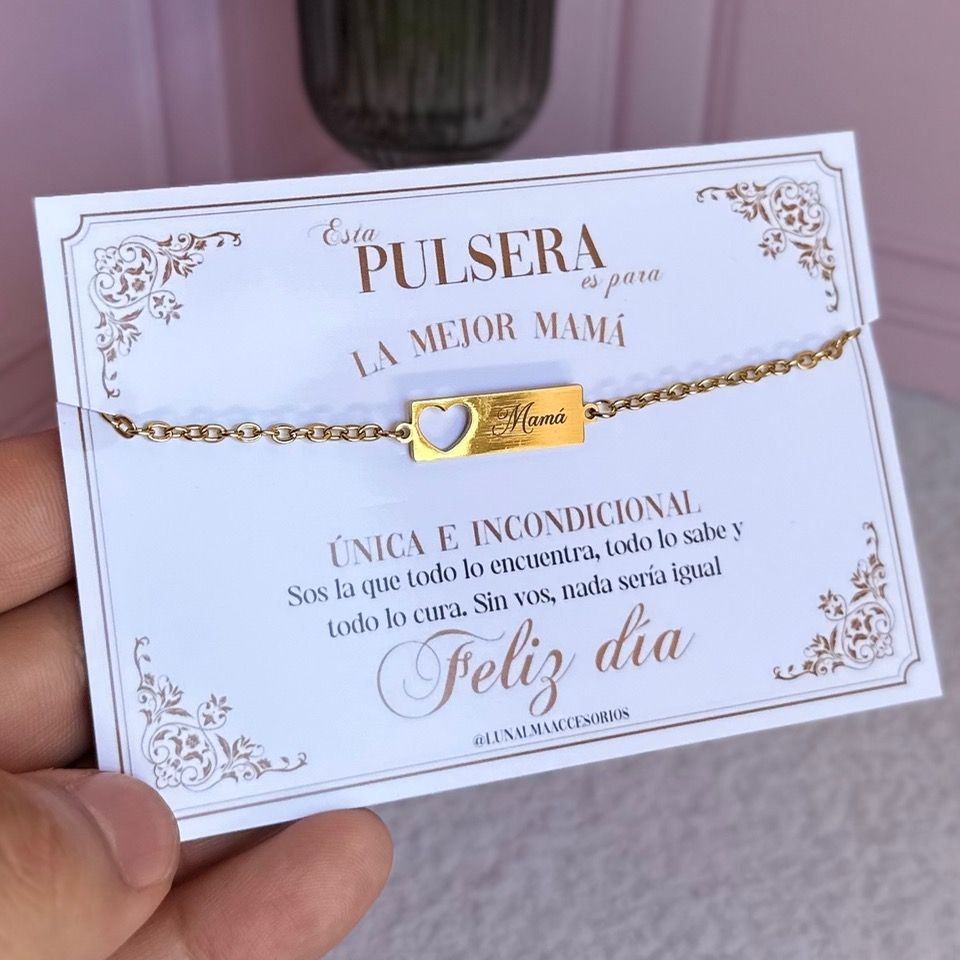 Esta
PULSERA
es para
LA MEJOR MAMÁ
Mamá
ÚNICA E INCONDICIONAL
Sos la que todo lo encuentra, todo lo sabe y
todo lo cura. Sin vos, nada sería igual
Feliz día
@LUNALMAACCESORIOS